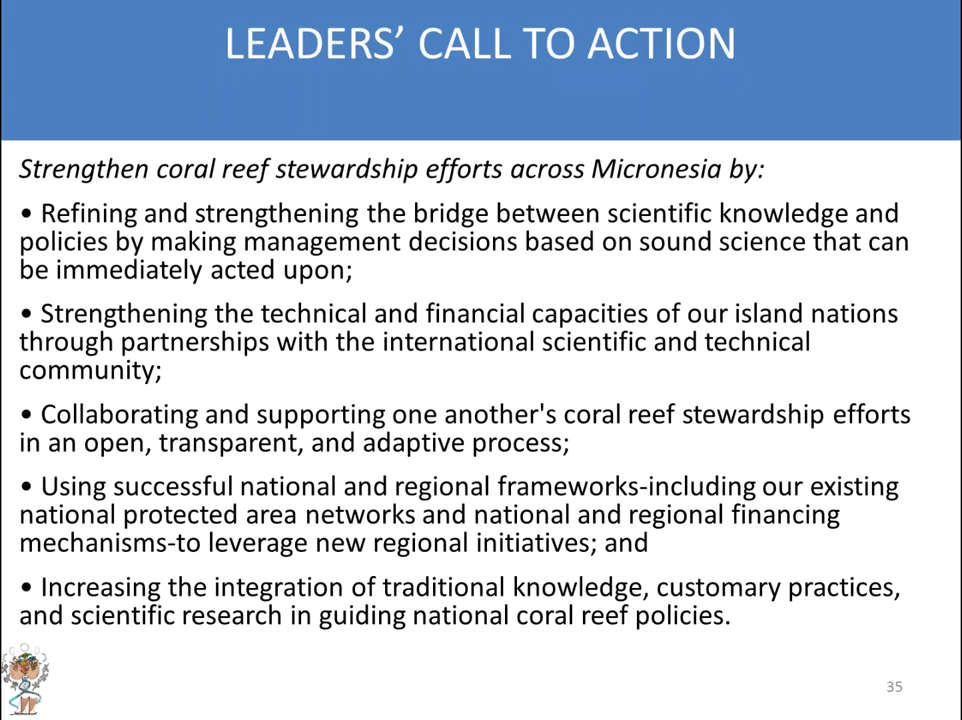 LEADERS’ CALL TO ACTION
Strengthen coral reef stewardship efforts across Micronesia by:
• Refining and strengthening the bridge between scientific knowledge and
policies by making management decisions based on sound science that can
be immediately acted upon;
• Strengthening the technical and financial capacities of our island nations
through partnerships with the international scientific and technical
community;
• Collaborating and supporting one another's coral reef stewardship efforts
in an open, transparent, and adaptive process;
• Using successful national and regional frameworks-including our existing
national protected area networks and national and regional financing
mechanisms-to leverage new regional initiatives; and
• Increasing the integration of traditional knowledge, customary practices,
and scientific research in guiding national coral reef policies.
35